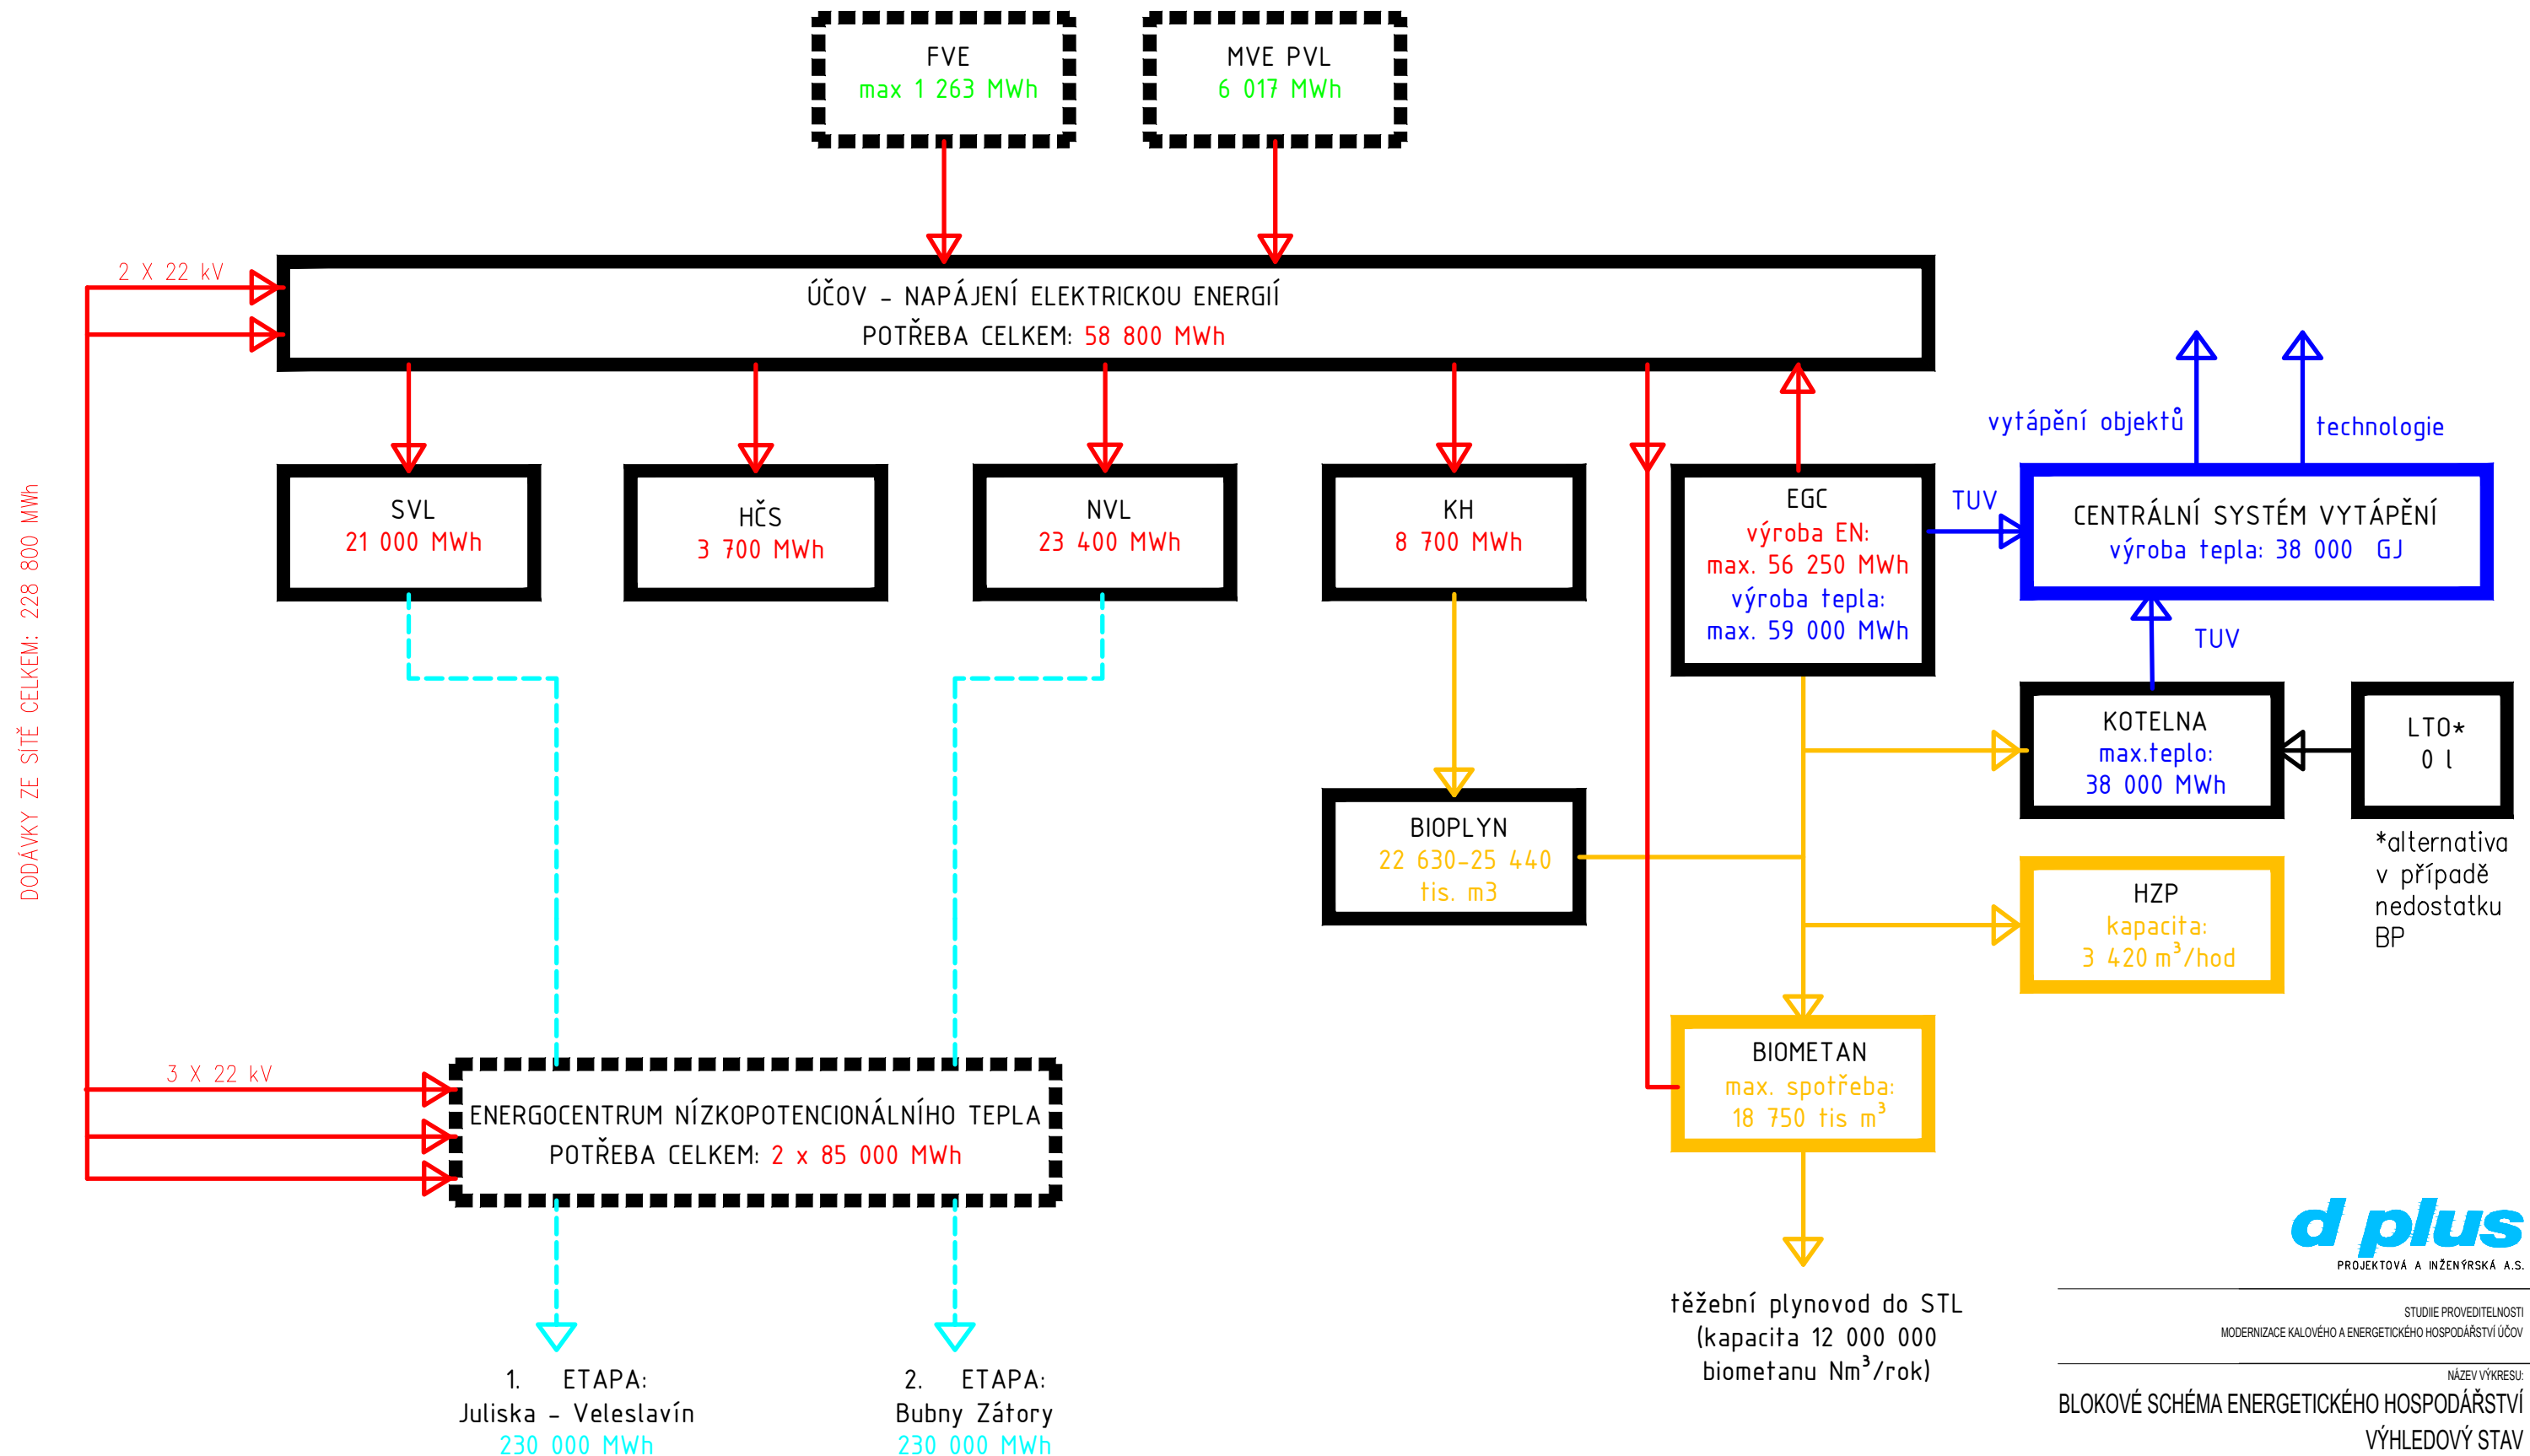 FVE
max 1 263 MWh
MVE PVL
6 017 MWh
2 X 22 kV
ÚČOV - NAPÁJENÍ ELEKTRICKOU ENERGIÍ
POTŘEBA CELKEM: 58 800 MWh
DODÁVKY ZE SÍTĚ CELKEM: 228 800 MWh
SVL
21 000 MWh
HČS
3 700 MWh
NVL
23 400 MWh
KH
8 700 MWh
EGC
výroba EN:
max. 56 250 MWh
výroba tepla:
max. 59 000 MWh
vytápění objektů
technologie
TUV
CENTRÁLNÍ SYSTÉM VYTÁPĚNÍ
výroba tepla: 38 000 GJ
TUV
KOTELNA
max.teplo:
38 000 MWh
LTO*
0 l
*alternativa
v případě
nedostatku
BP
BIOPLYN
22 630-25 440
tis. m3
HZP
kapacita:
3 420 m³/hod
BIOMETAN
max. spotřeba:
18 750 tis m³
3 X 22 kV
ENERGOCENTRUM NÍZKOPOTENCIONÁLNÍHO TEPLA
POTŘEBA CELKEM: 2 x 85 000 MWh
těžební plynovod do STL
(kapacita 12 000 000
biometanu Nm³/rok)
1. ETAPA:
Juliska - Veleslavín
230 000 MWh
2. ETAPA:
Bubny Zátory
230 000 MWh
d plus
PROJEKTOVÁ A INŽENÝRSKÁ A.S.
STUDIIE PROVEDITELNOSTI
MODERNIZACE KALOVÉHO A ENERGETICKÉHO HOSPODÁŘSTVÍ ÚČOV
NÁZEV VÝKRESU:
BLOKOVÉ SCHÉMA ENERGETICKÉHO HOSPODÁŘSTVÍ
VÝHLEDOVÝ STAV